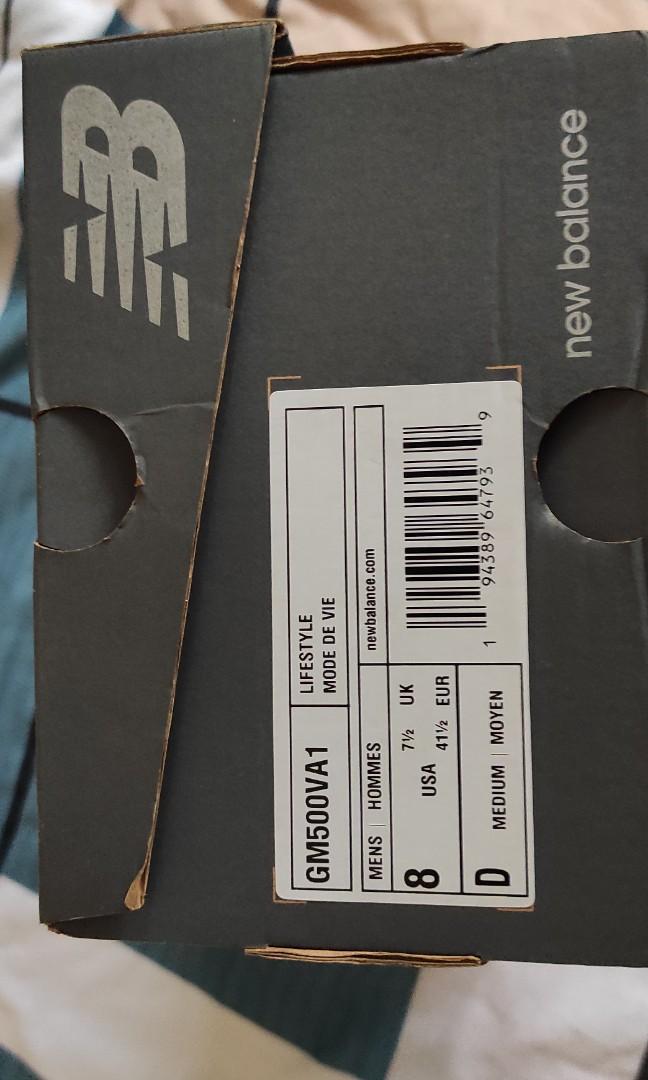 NB
new balance
GM500VA1
LIFESTYLE
MODE DE VIE
MENS | HOMMES
newbalance.com
8
7½ UK
USA 41½ EUR
D
MEDIUM | MOYEN
1 94389 64793 9